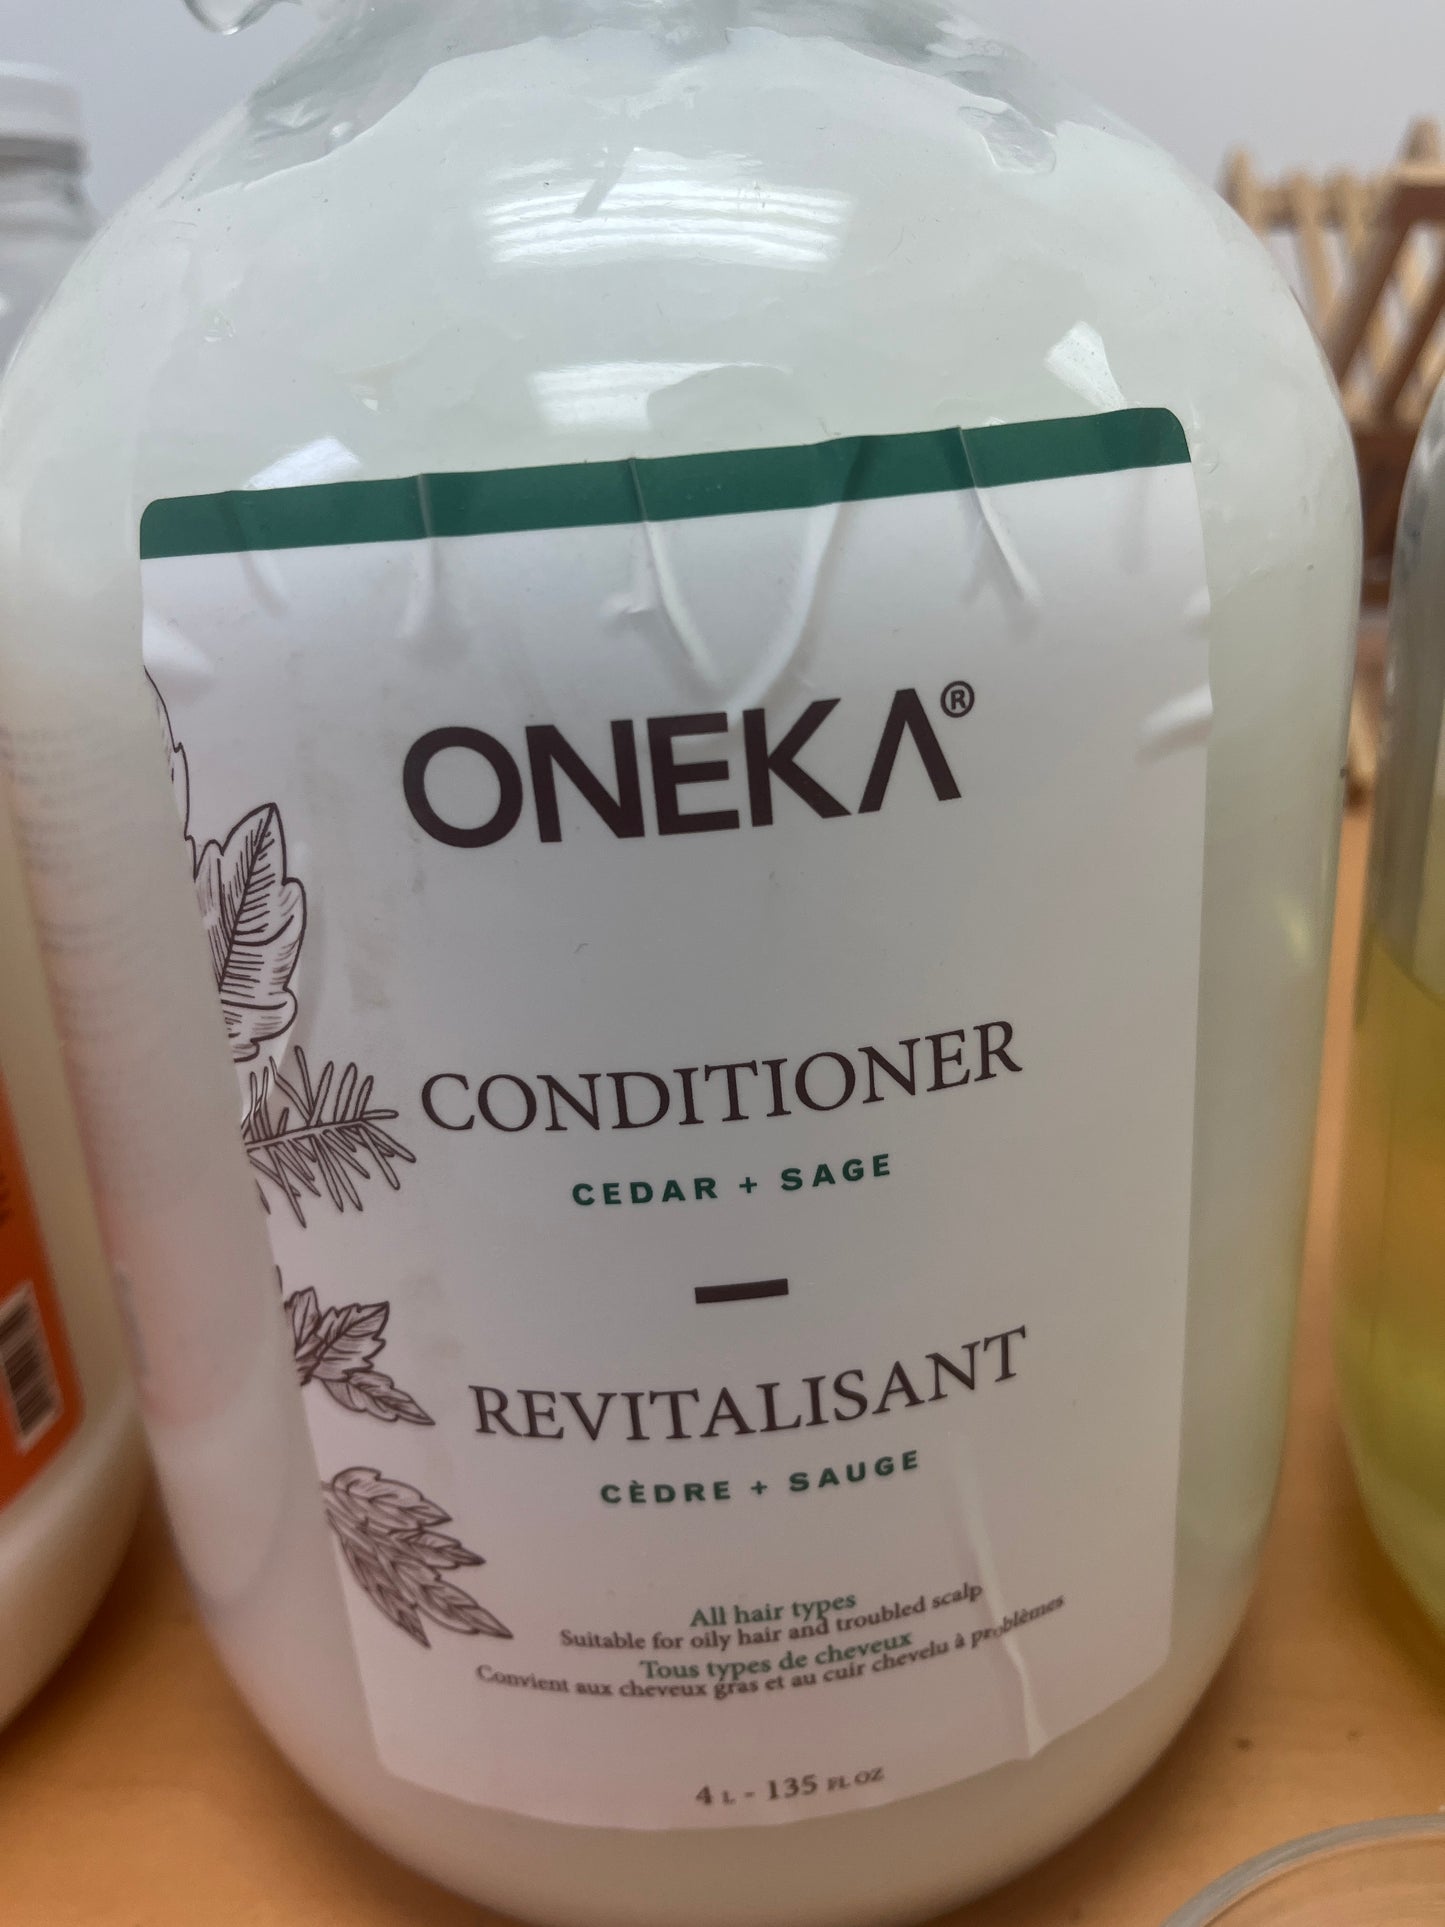 ONEKA®
CONDITIONER
CEDAR + SAGE
REVITALISANT
CÈDRE + SAUGE
All hair types
Suitable for oily hair and troubled scalp
Tous types de cheveux
Convient aux cheveux gras et au cuir chevelu à problèmes
4 L - 135 FL OZ